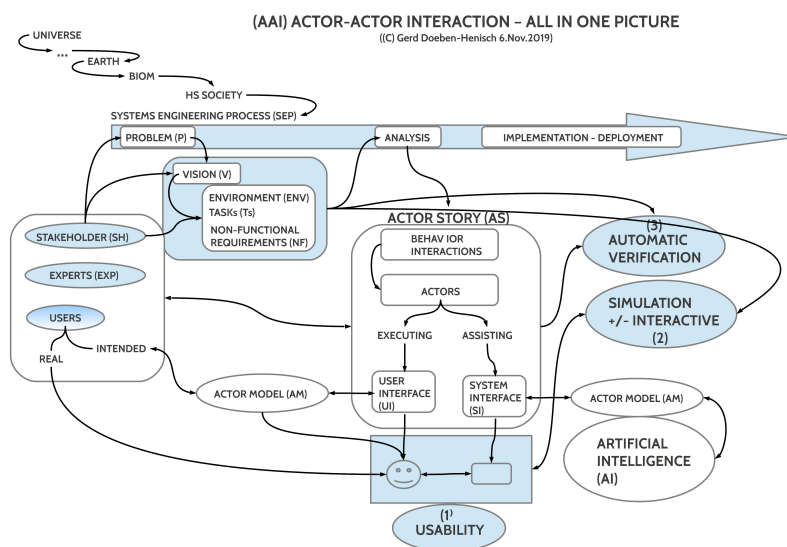 (AAI) ACTOR-ACTOR INTERACTION – ALL IN ONE PICTURE
((C) Gerd Doeben-Henisch 6.Nov.2019)
UNIVERSE
...
EARTH
BIOM
HS SOCIETY
SYSTEMS ENGINEERING PROCESS (SEP)
PROBLEM (P)
ANALYSIS
IMPLEMENTATION - DEPLOYMENT
VISION (V)
ENVIRONMENT (ENV)
TASKs (Ts)
NON-FUNCTIONAL
REQUIREMENTS (NF)
STAKEHOLDER (SH)
EXPERTS (EXP)
USERS
REAL
INTENDED
ACTOR STORY (AS)
BEHAV IOR
INTERACTIONS
ACTORS
EXECUTING
ASSISTING
USER
INTERFACE
(UI)
SYSTEM
INTERFACE
(SI)
(3)
AUTOMATIC
VERIFICATION
SIMULATION
+/- INTERACTIVE
(2)
ACTOR MODEL (AM)
ACTOR MODEL (AM)
ARTIFICIAL
INTELLIGENCE
(AI)
(1)
USABILITY